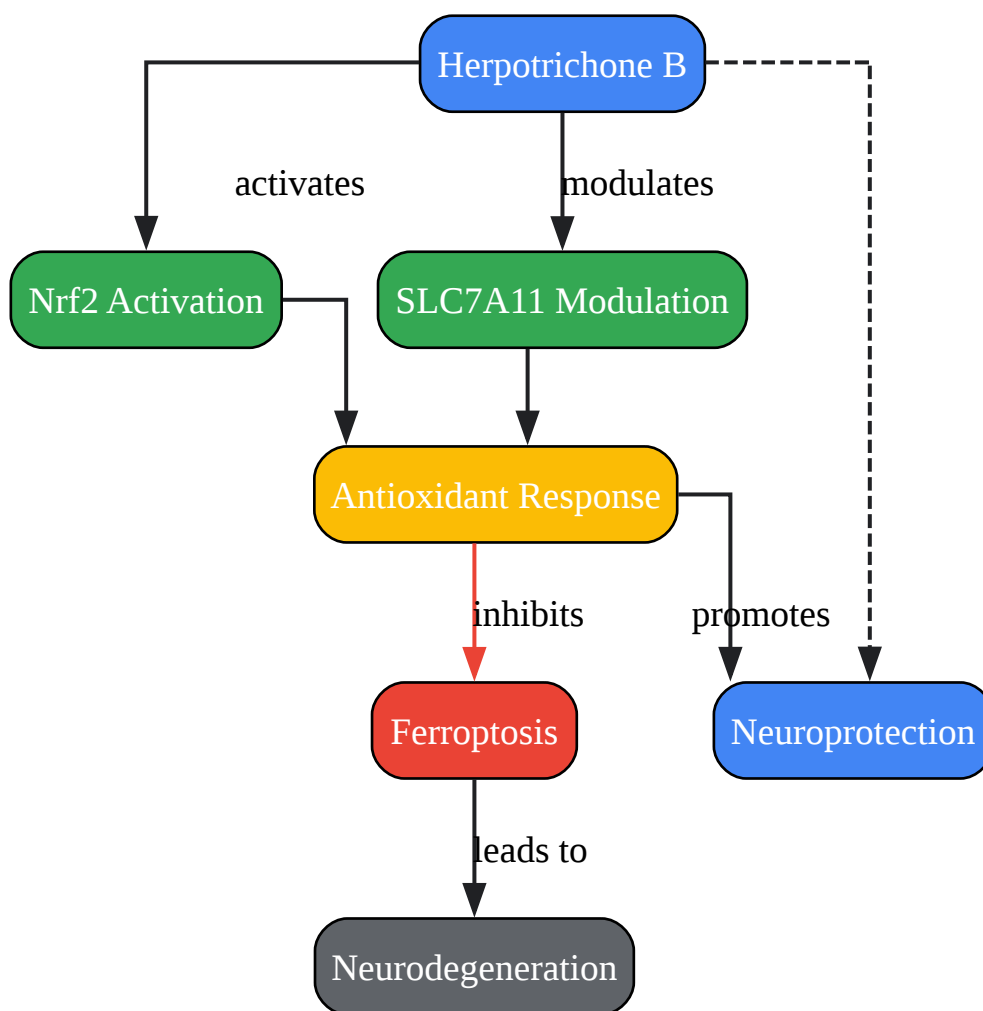 Herpotrichone B
activates
modulates
Nrf2 Activation
SLC7A11 Modulation
Antioxidant Response
inhibits
promotes
Ferroptosis
Neuroprotection
leads to
Neurodegeneration